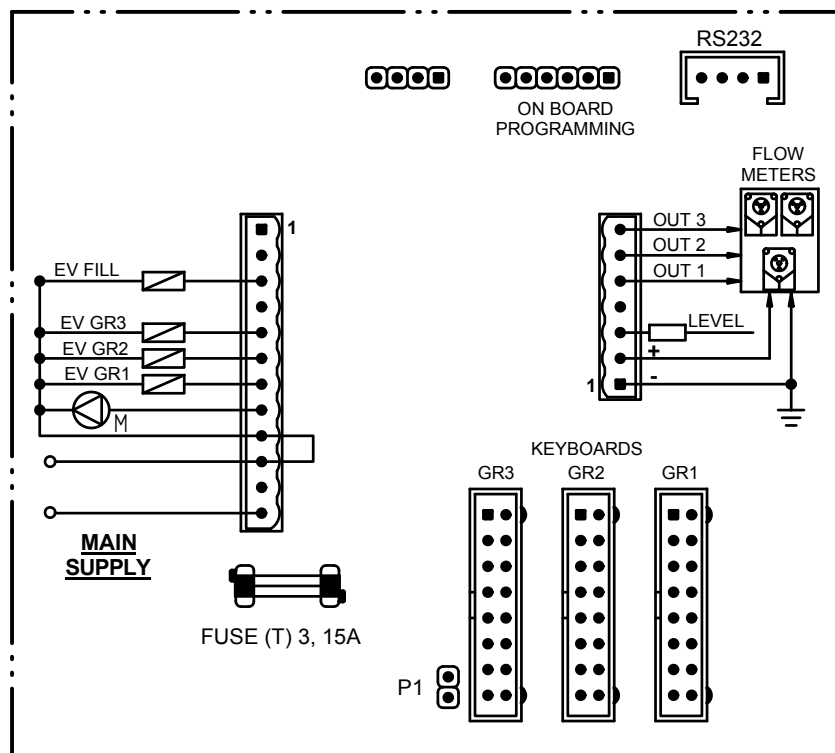 RS232
ON BOARD
PROGRAMMING
FLOW
METERS
1
OUT 3
OUT 2
OUT 1
EV FILL
EV GR3
LEVEL
EV GR2
+
EV GR1
1
-
M
KEYBOARDS
GR3
GR2
GR1
MAIN
SUPPLY
FUSE (T) 3, 15A
P1